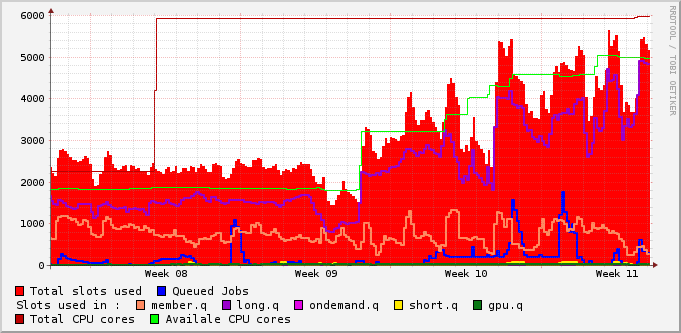 6000
5000
4000
3000
2000
1000
0
Week 08 Week 09 Week 10 Week 11
RRDTOOL / TOBI OETIKER
Total slots used Queued Jobs
Slots used in : member.q long.q ondemand.q short.q gpu.q
Total CPU cores Availale CPU cores